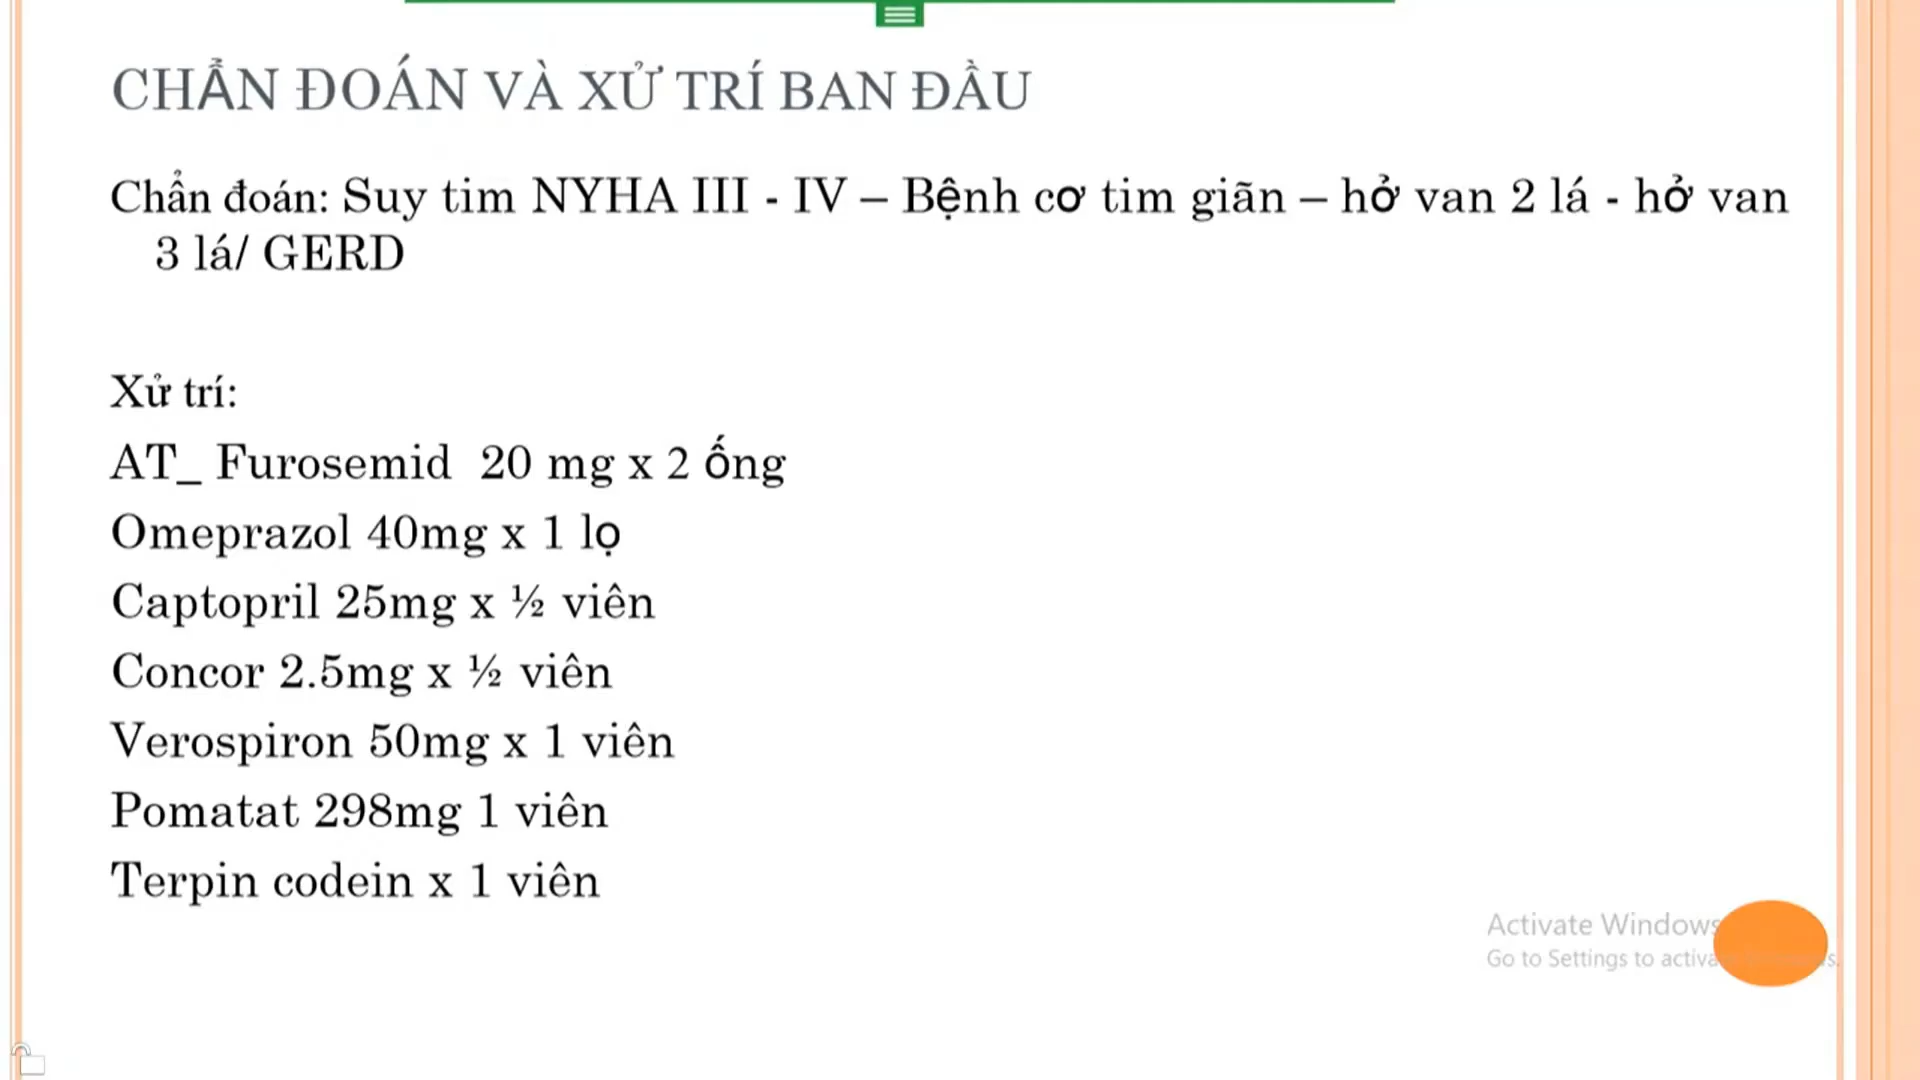 CHẨN ĐOÁN VÀ XỬ TRÍ BAN ĐẦU
Chẩn đoán: Suy tim NYHA III - IV – Bệnh cơ tim giãn – hở van 2 lá - hở van
3 lá/ GERD
Xử trí:
AT_ Furosemid 20 mg x 2 ống
Omeprazol 40mg x 1 lọ
Captopril 25mg x ½ viên
Concor 2.5mg x ½ viên
Verospiron 50mg x 1 viên
Pomatat 298mg 1 viên
Terpin codein x 1 viên
Activate Windows
Go to Settings to